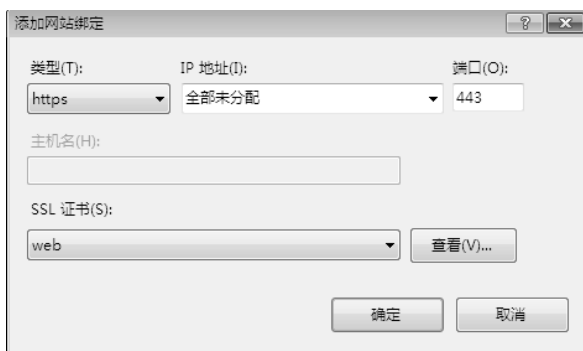 添加网站绑定
类型(T): IP 地址(I): 端口(O):
https 全部未分配 443
主机名(H):
SSL 证书(S):
web 查看(V)...
确定 取消